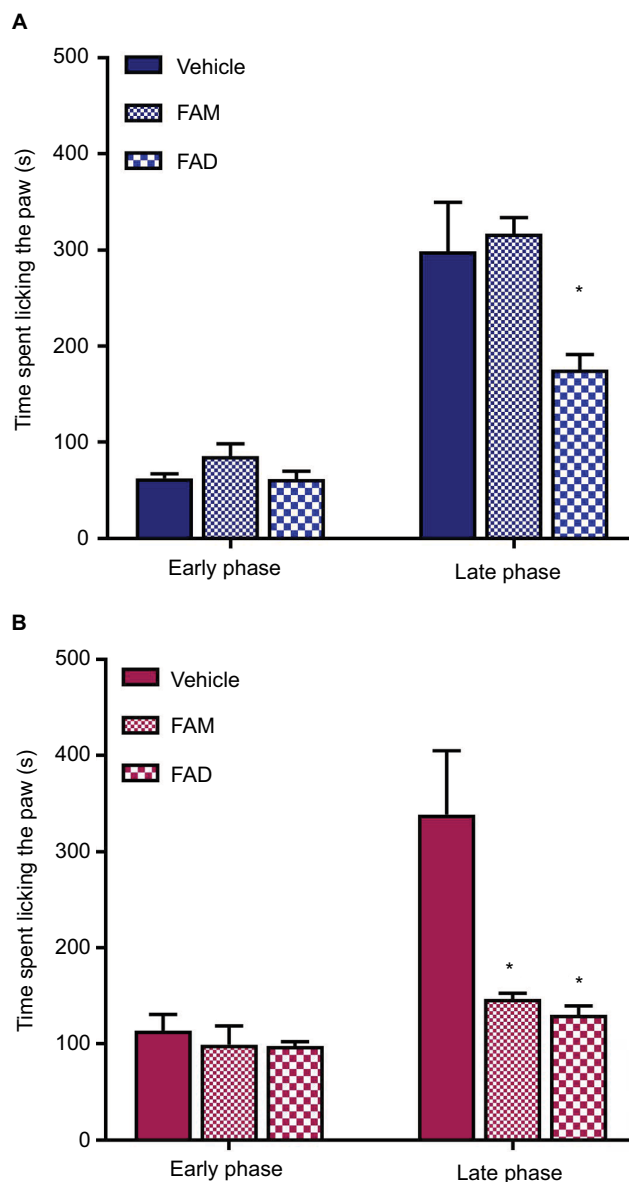 A
Time spent licking the paw (s)
500
400
300
200
100
0
Vehicle
FAM
FAD
*
Early phase
Late phase
B
Time spent licking the paw (s)
500
400
300
200
100
0
Vehicle
FAM
FAD
*
*
Early phase
Late phase